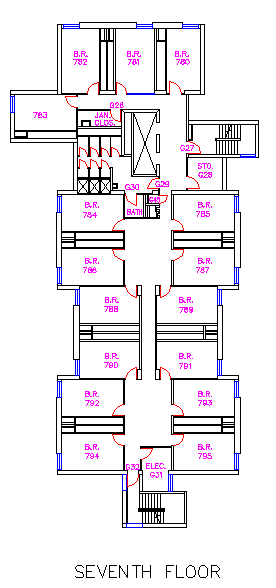 B.R.
782
B.R.
781
B.R.
780
783
G26
JAN.
CLOS.
G27
STO.
G28
G29
G30
BATH
B.R.
784
B.R.
785
B.R.
786
B.R.
787
B.R.
788
B.R.
789
B.R.
790
B.R.
791
B.R.
792
B.R.
793
B.R.
794
B.R.
795
G32
ELEC.
G31
SEVENTH FLOOR